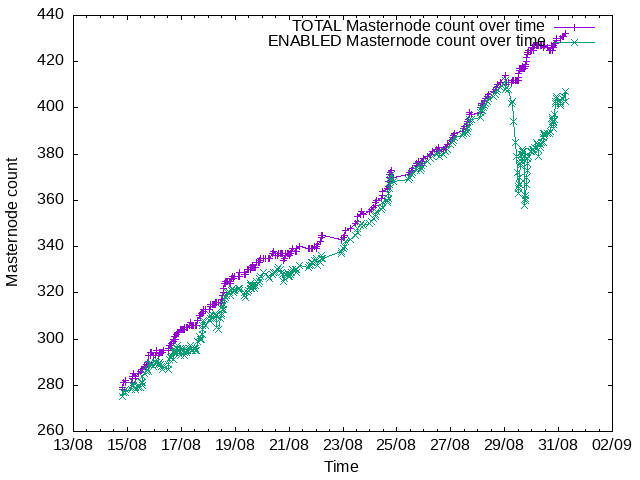 TOTAL Masternode count over time
ENABLED Masternode count over time
440
420
400
380
360
340
320
300
280
260
Masternode count
13/08 15/08 17/08 19/08 21/08 23/08 25/08 27/08 29/08 31/08 02/09
Time